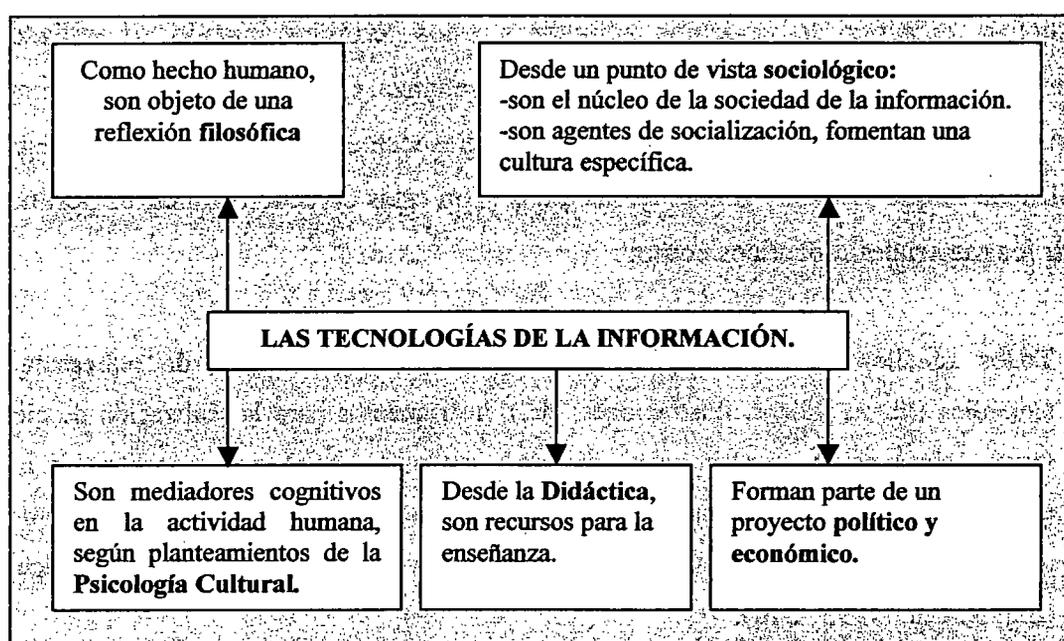 Como hecho humano,
son objeto de una
reflexión filosófica
Desde un punto de vista sociológico:
-son el núcleo de la sociedad de la información.
-son agentes de socialización, fomentan una
cultura específica.
LAS TECNOLOGÍAS DE LA INFORMACIÓN.
Son mediadores cognitivos
en la actividad humana,
según planteamientos de la
Psicología Cultural.
Desde la Didáctica,
son recursos para la
enseñanza.
Forman parte de un
proyecto político y
económico.